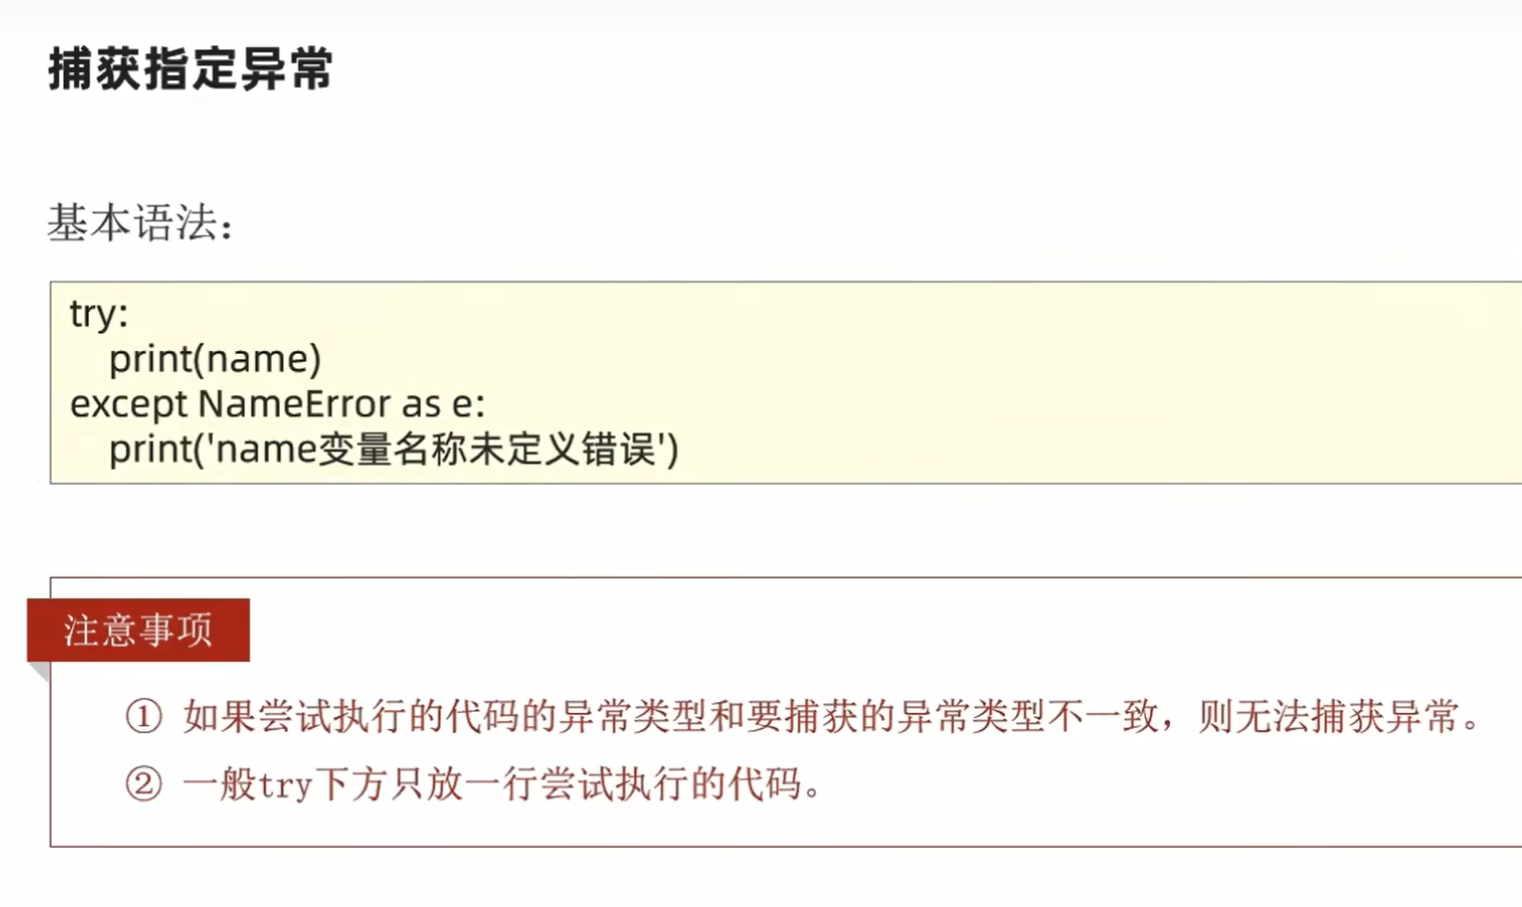 捕获指定异常
基本语法：
try:
    print(name)
except NameError as e:
    print('name变量名称未定义错误')
注意事项
① 如果尝试执行的代码的异常类型和要捕获的异常类型不一致，则无法捕获异常。
② 一般try下方只放一行尝试执行的代码。